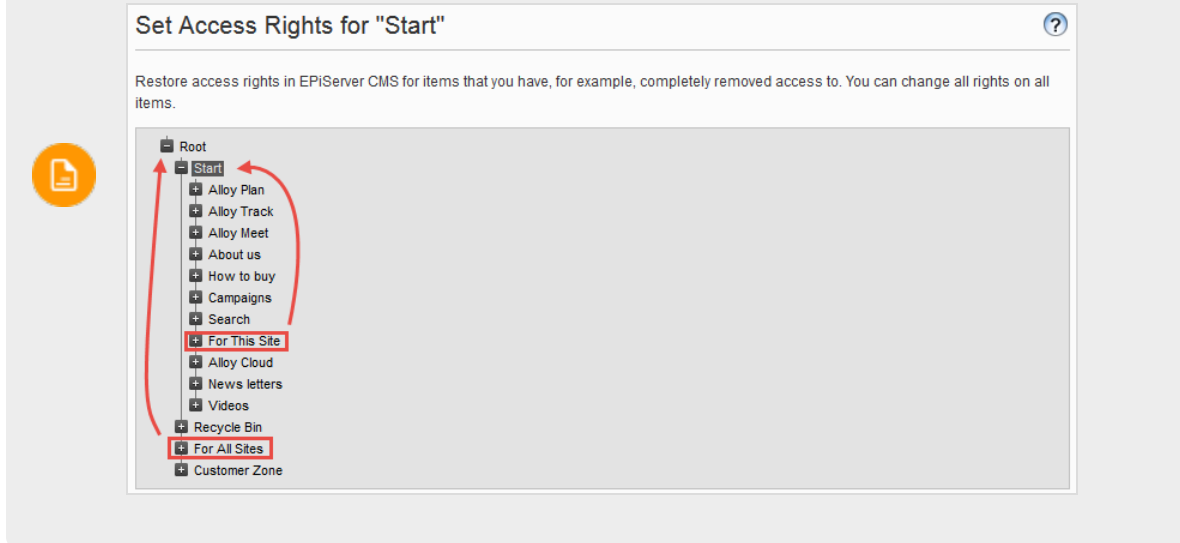 Set Access Rights for "Start"
?
Restore access rights in EPiServer CMS for items that you have, for example, completely removed access to. You can change all rights on all
items.
Root
Start
Alloy Plan
Alloy Track
Alloy Meet
About us
How to buy
Campaigns
Search
For This Site
Alloy Cloud
News letters
Videos
Recycle Bin
For All Sites
Customer Zone